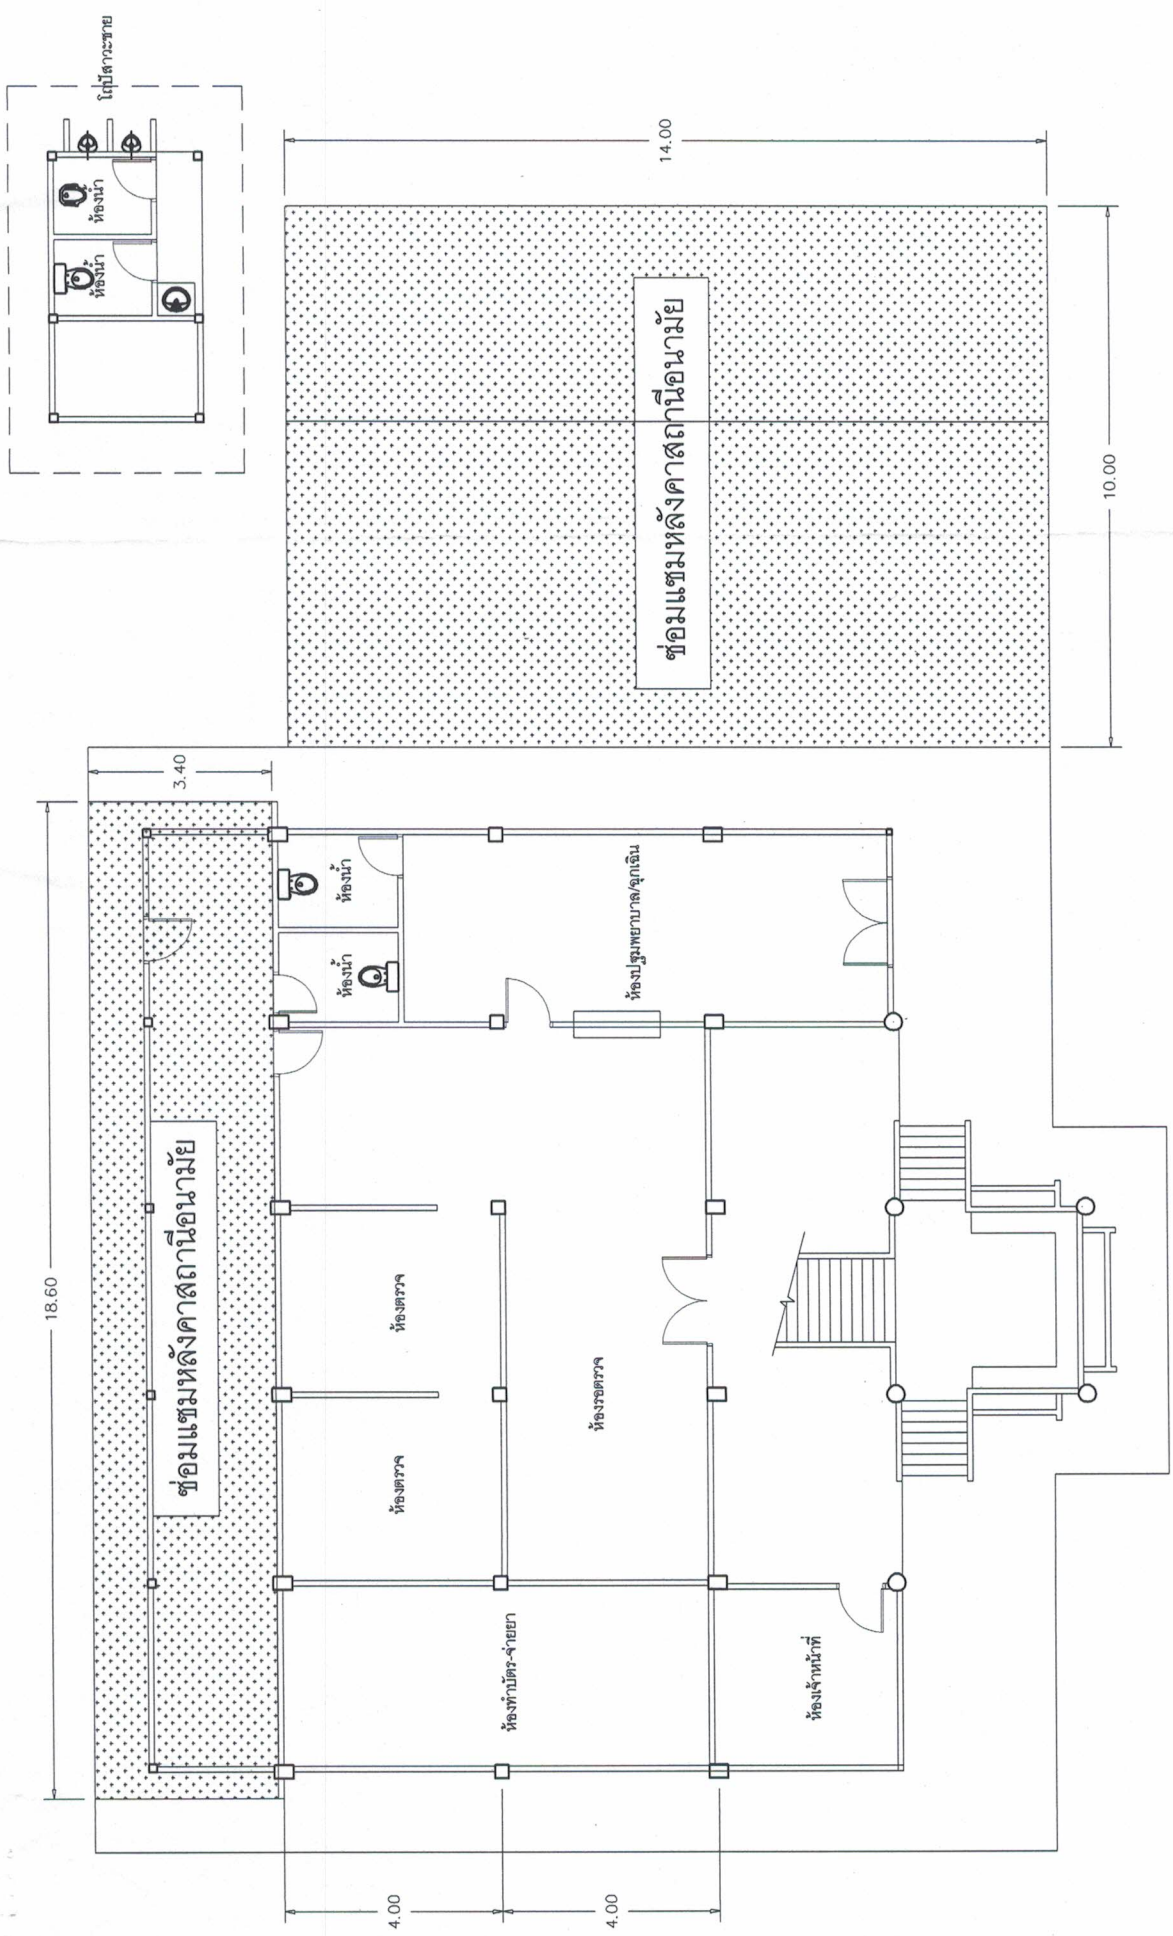 โถปัสาวะชาย
ห้องน้ำ
ห้องน้ำ
14.00
ซ่อมแซมหลังคาสถานีอนามัย
10.00
3.40
18.60
ซ่อมแซมหลังคาสถานีอนามัย
ห้องน้ำ
ห้องน้ำ
ห้องปฐมพยาบาล/ฉุกเฉิน
ห้องตรวจ
ห้องตรวจ
ห้องรอตรวจ
ห้องทำบัตร-จ่ายยา
ห้องเจ้าหน้าที่
4.00
4.00